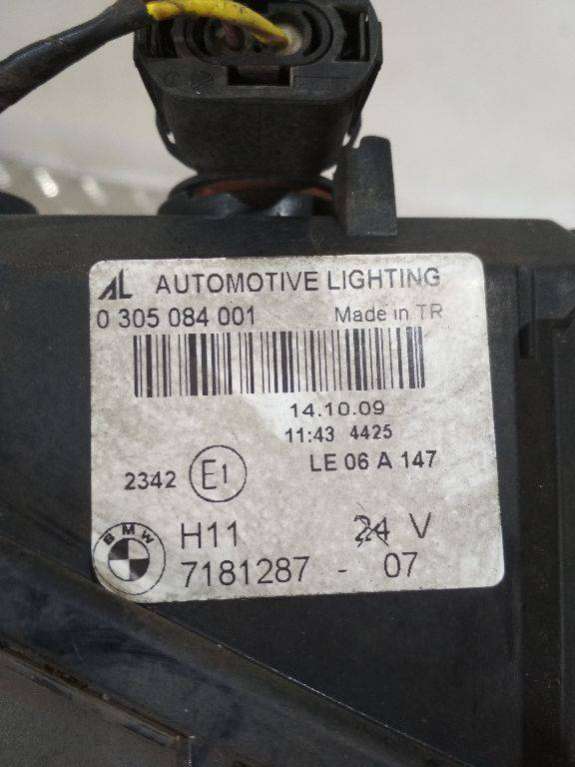 AL AUTOMOTIVE LIGHTING
0 305 084 001 Made in TR
14.10.09
11:43 4425
LE 06 A 147
2342 E1
BMW
H11 24 V
7181287 - 07